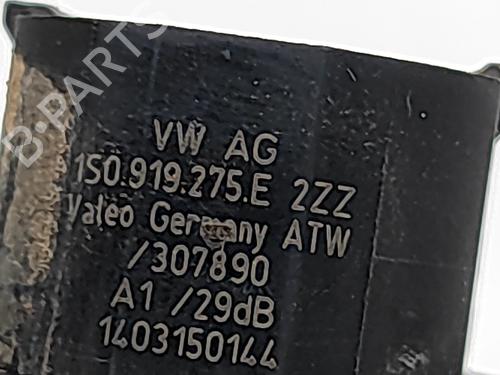 B-PARTS
VW AG
1S0.919.275.E 2ZZ
Valeo Germany ATW
/307890
A1 /29dB
1403150144